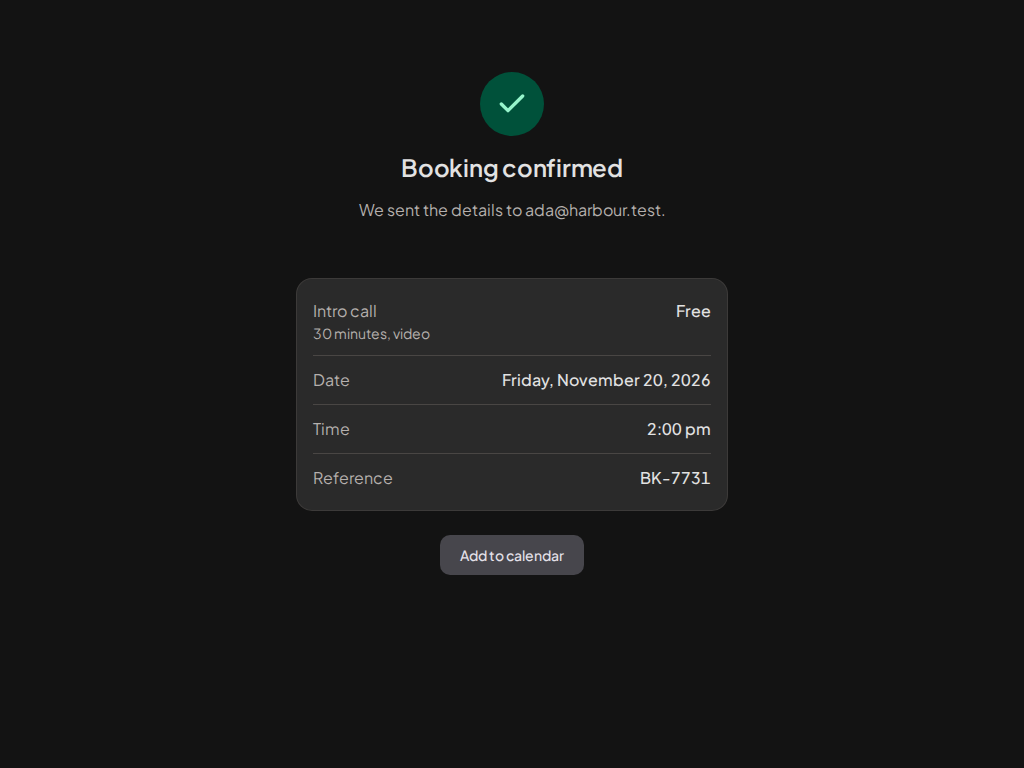 Booking confirmed
We sent the details to ada@harbour.test.
Intro call Free
30 minutes, video
Date Friday, November 20, 2026
Time 2:00 pm
Reference BK-7731
Add to calendar